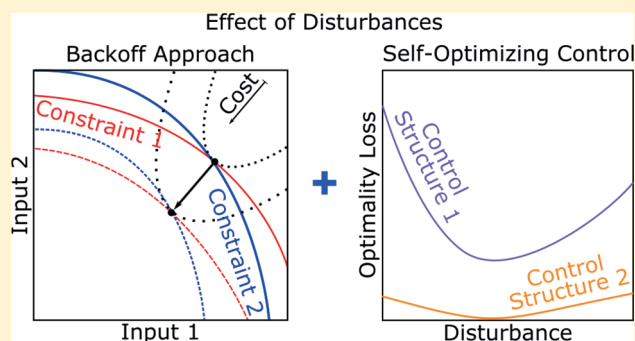 Effect of Disturbances
Backoff Approach
Self-Optimizing Control
Input 2
Constraint 1
Cost
Constraint 2
Input 1
+
Optimality Loss
Control
Structure 1
Control
Structure 2
Disturbance